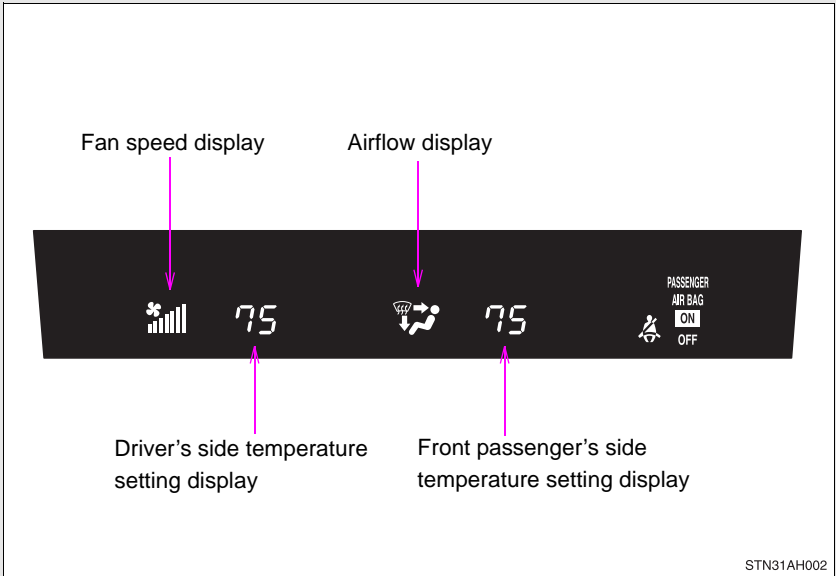 Fan speed display
Airflow display
75
75
PASSENGER
AIR BAG
ON
OFF
Driver's side temperature
setting display
Front passenger's side
temperature setting display
STN31AH002